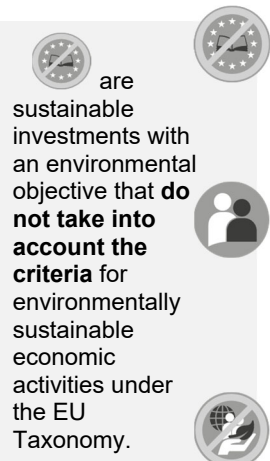 are
sustainable
investments with
an environmental
objective that do
not take into
account the
criteria for
environmentally
sustainable
economic
activities under
the EU
Taxonomy.